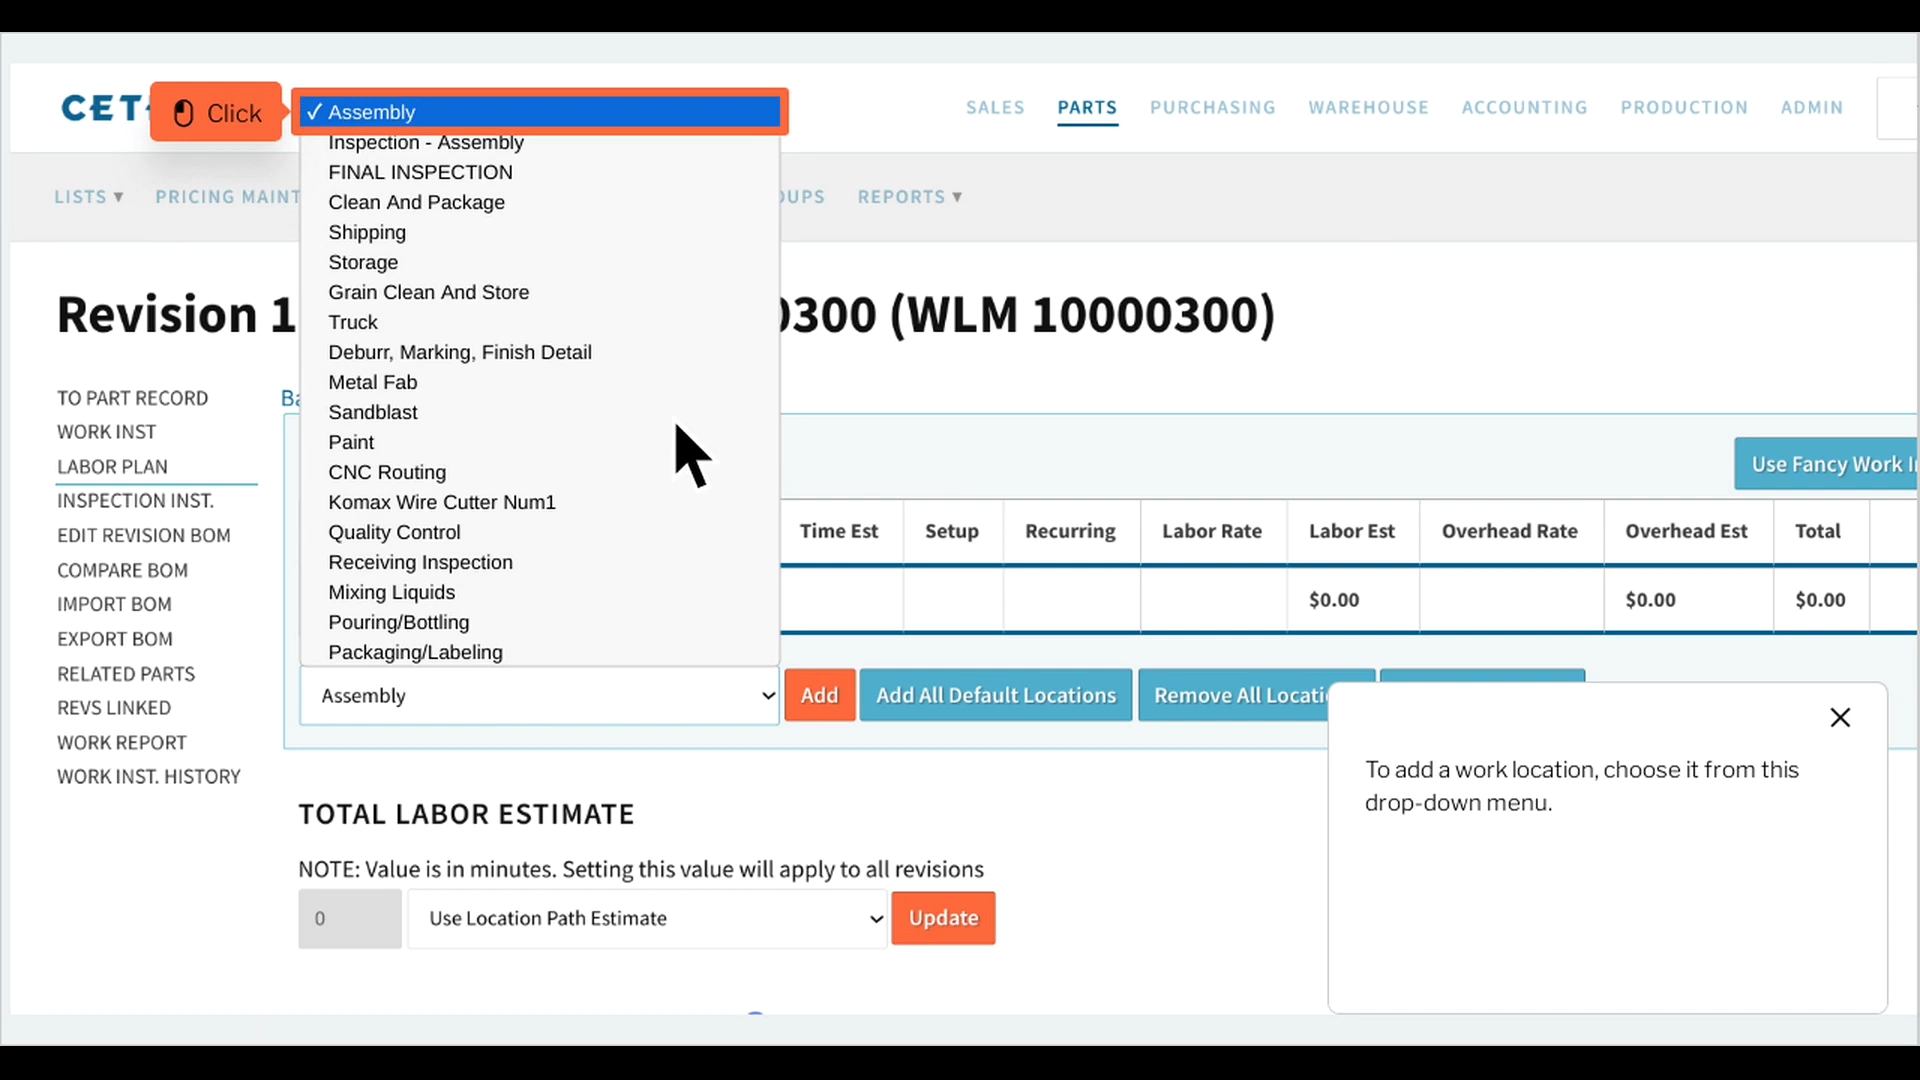 CET
Click
✓ Assembly
SALES PARTS PURCHASING WAREHOUSE ACCOUNTING PRODUCTION ADMIN
Inspection - Assembly
FINAL INSPECTION
Clean And Package
Shipping
Storage
Grain Clean And Store
Truck
Deburr, Marking, Finish Detail
Metal Fab
Sandblast
Paint
CNC Routing
Komax Wire Cutter Num1
Quality Control
Receiving Inspection
Mixing Liquids
Pouring/Bottling
Packaging/Labeling
LISTS ▼ PRICING MAINT OUPS REPORTS ▼
Revision 1 0300 (WLM 10000300)
TO PART RECORD
WORK INST
LABOR PLAN
INSPECTION INST.
EDIT REVISION BOM
COMPARE BOM
IMPORT BOM
EXPORT BOM
RELATED PARTS
REVS LINKED
WORK REPORT
WORK INST. HISTORY
Ba
Use Fancy Work I
Time Est Setup Recurring Labor Rate Labor Est Overhead Rate Overhead Est Total
$0.00 $0.00 $0.00
Assembly Add Add All Default Locations Remove All Locati
To add a work location, choose it from this
drop-down menu.
TOTAL LABOR ESTIMATE
NOTE: Value is in minutes. Setting this value will apply to all revisions
0 Use Location Path Estimate Update